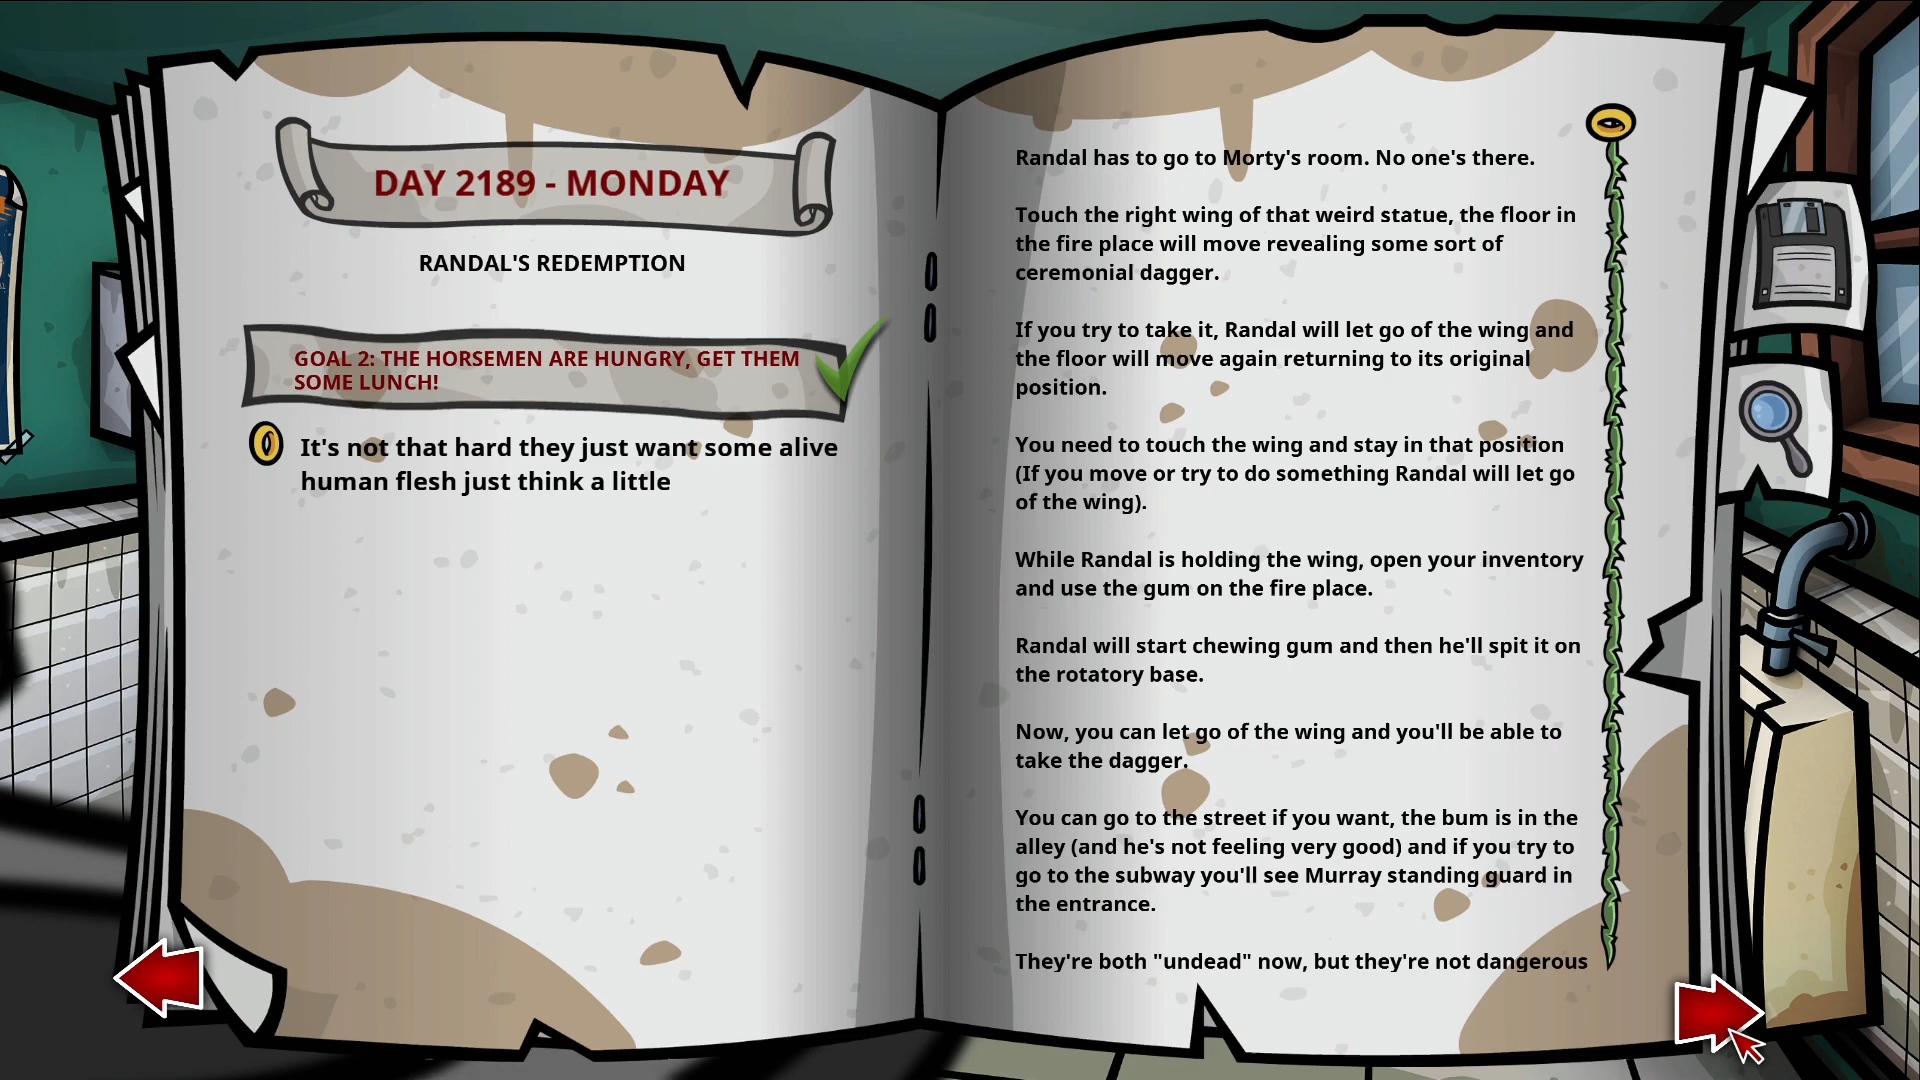 DAY 2189 - MONDAY
RANDAL'S REDEMPTION
GOAL 2: THE HORSEMEN ARE HUNGRY, GET THEM
SOME LUNCH!
It's not that hard they just want some alive
human flesh just think a little
Randal has to go to Morty's room. No one's there.
Touch the right wing of that weird statue, the floor in
the fire place will move revealing some sort of
ceremonial dagger.
If you try to take it, Randal will let go of the wing and
the floor will move again returning to its original
position.
You need to touch the wing and stay in that position
(If you move or try to do something Randal will let go
of the wing).
While Randal is holding the wing, open your inventory
and use the gum on the fire place.
Randal will start chewing gum and then he'll spit it on
the rotatory base.
Now, you can let go of the wing and you'll be able to
take the dagger.
You can go to the street if you want, the bum is in the
alley (and he's not feeling very good) and if you try to
go to the subway you'll see Murray standing guard in
the entrance.
They're both "undead" now, but they're not dangerous